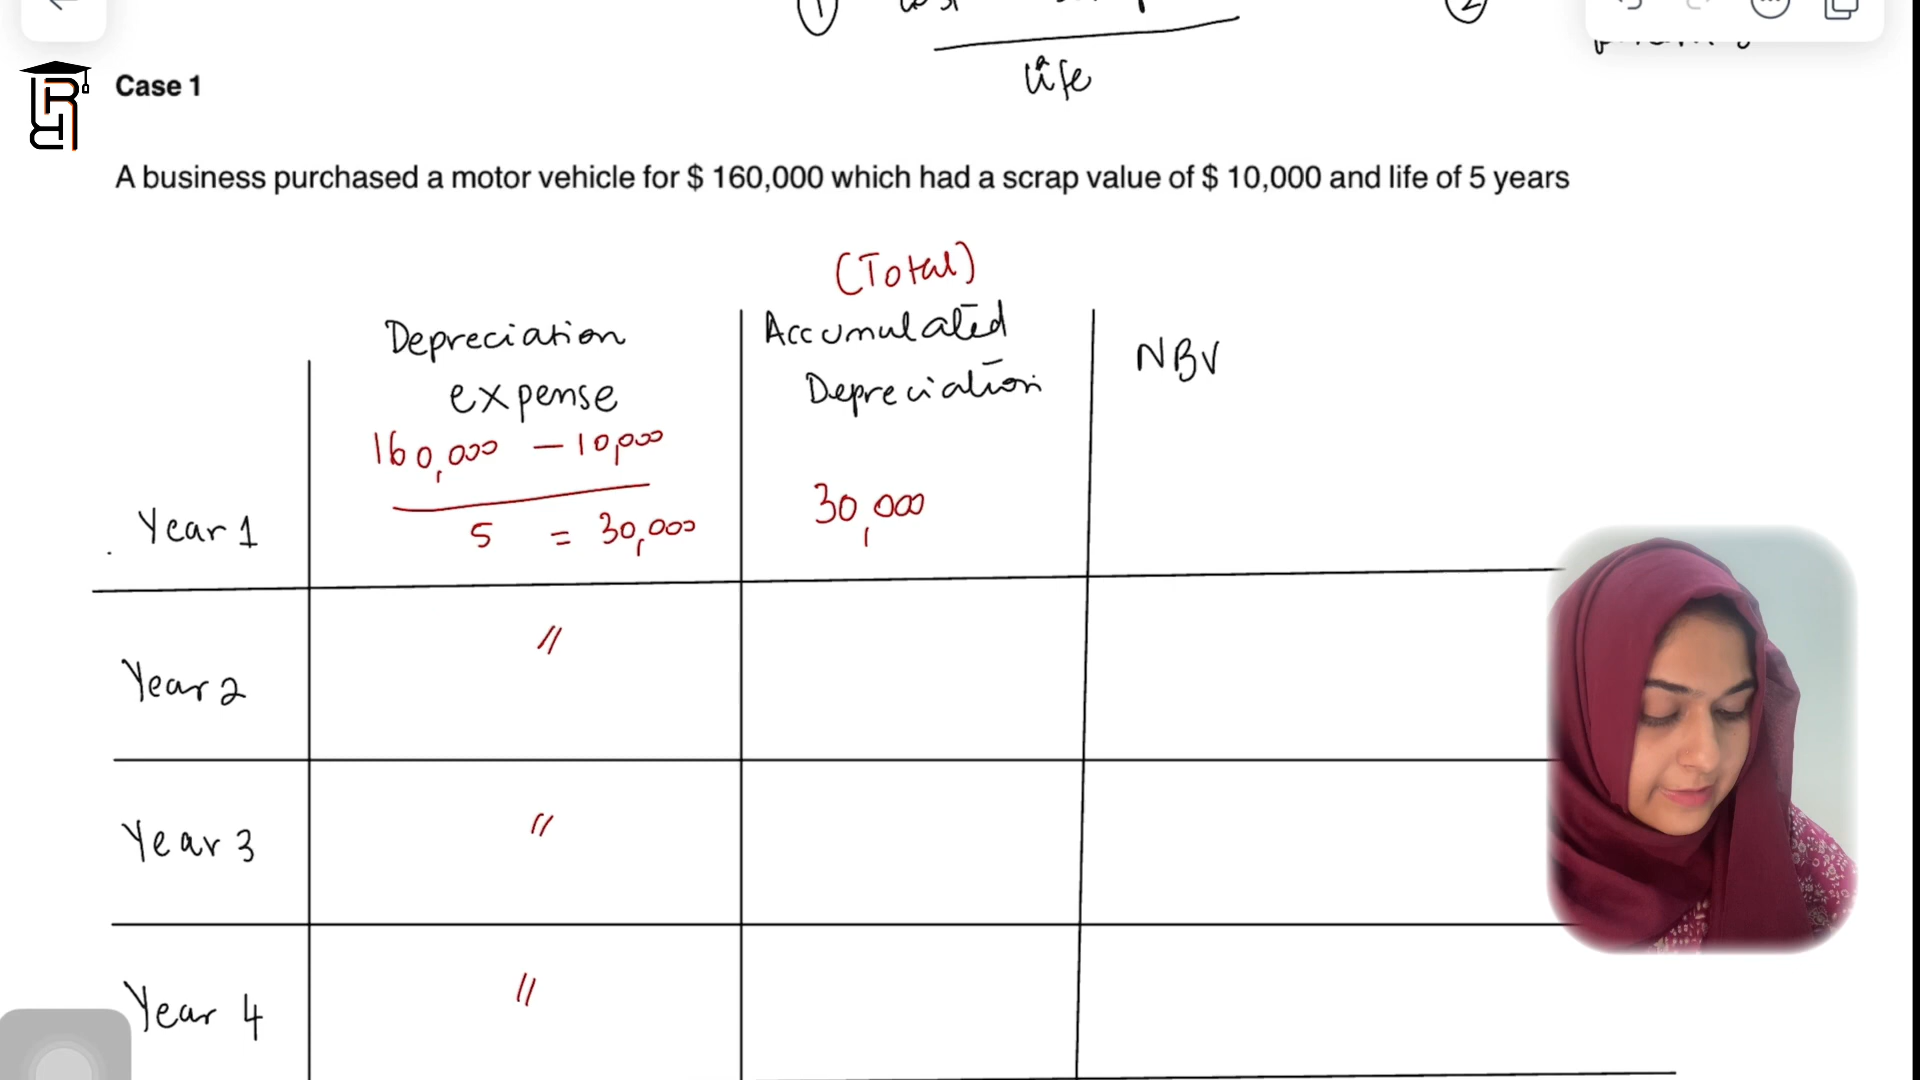 life
Case 1
A business purchased a motor vehicle for $ 160,000 which had a scrap value of $ 10,000 and life of 5 years
(Total)
Depreciation expense
Accumulated Depreciation
NBV
Year 1
160,000 - 10,000
5 = 30,000
30,000
Year 2
"
Year 3
"
Year 4
"